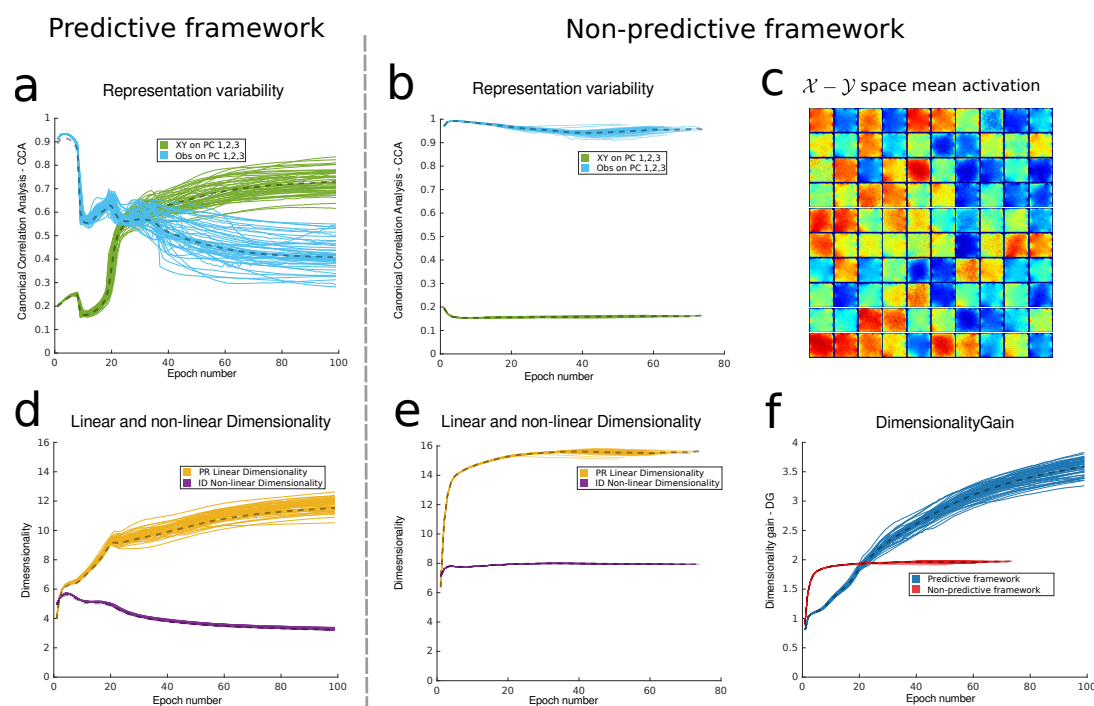 Predictive framework
Non-predictive framework
a
Representation variability
Canonical Correlation Analysis - CCA
1
0.9
0.8
0.7
0.6
0.5
0.4
0.3
0.2
0.1
0
XY on PC 1,2,3
Obs on PC 1,2,3
0 20 40 60 80 100
Epoch number
b
Representation variability
Canonical Correlation Analysis - CCA
1
0.9
0.8
0.7
0.6
0.5
0.4
0.3
0.2
0.1
0
XY on PC 1,2,3
Obs on PC 1,2,3
0 20 40 60 80
Epoch number
c
𝒳 − 𝒴 space mean activation
d
Linear and non-linear Dimensionality
Dimesnsionality
16
14
12
10
8
6
4
2
0
PR Linear Dimensionality
ID Non-linear Dimensionality
0 20 40 60 80 100
Epoch number
e
Linear and non-linear Dimensionality
Dimesnsionality
16
14
12
10
8
6
4
2
0
PR Linear Dimensionality
ID Non-linear Dimensionality
0 20 40 60 80
Epoch number
f
DimensionalityGain
Dimensionality gain - DG
4
3.5
3
2.5
2
1.5
1
0.5
0
Predictive framework
Non-predictive framework
0 20 40 60 80 100
Epoch number